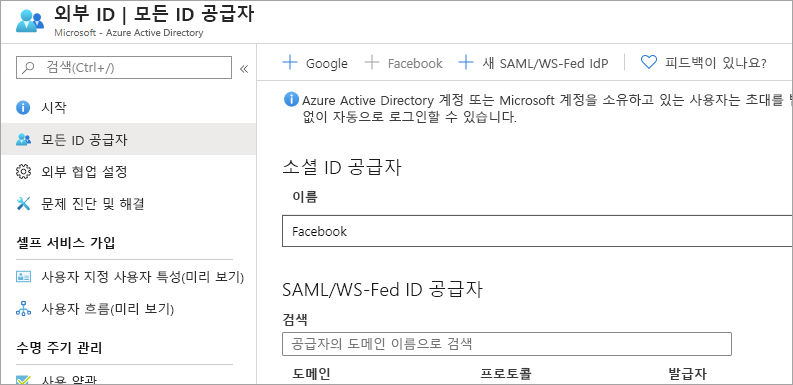 외부 ID | 모든 ID 공급자
Microsoft - Azure Active Directory
검색(Ctrl+/)
«
시작
모든 ID 공급자
외부 협업 설정
문제 진단 및 해결
셀프 서비스 가입
사용자 지정 사용자 특성(미리 보기)
사용자 흐름(미리 보기)
수명 주기 관리
사용 약관
+ Google + Facebook + 새 SAML/WS-Fed IdP 피드백이 있나요?
Azure Active Directory 계정 또는 Microsoft 계정을 소유하고 있는 사용자는 초대를
없이 자동으로 로그인할 수 있습니다.
소셜 ID 공급자
이름
Facebook
SAML/WS-Fed ID 공급자
검색
공급자의 도메인 이름으로 검색
도메인 프로토콜 발급자